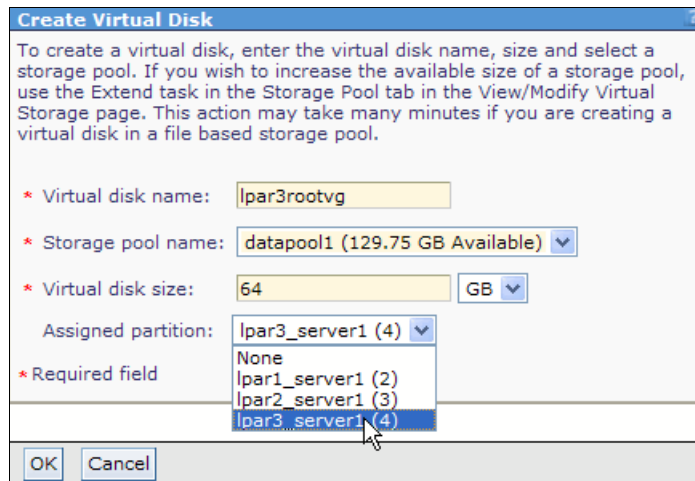 Create Virtual Disk ?
To create a virtual disk, enter the virtual disk name, size and select a
storage pool. If you wish to increase the available size of a storage pool,
use the Extend task in the Storage Pool tab in the View/Modify Virtual
Storage page. This action may take many minutes if you are creating a
virtual disk in a file based storage pool.
* Virtual disk name: lpar3rootvg
* Storage pool name: datapool1 (129.75 GB Available)
* Virtual disk size: 64 GB
Assigned partition: lpar3_server1 (4)
None
* Required field
lpar1_server1 (2)
lpar2_server1 (3)
lpar3_server1 (4)
OK Cancel